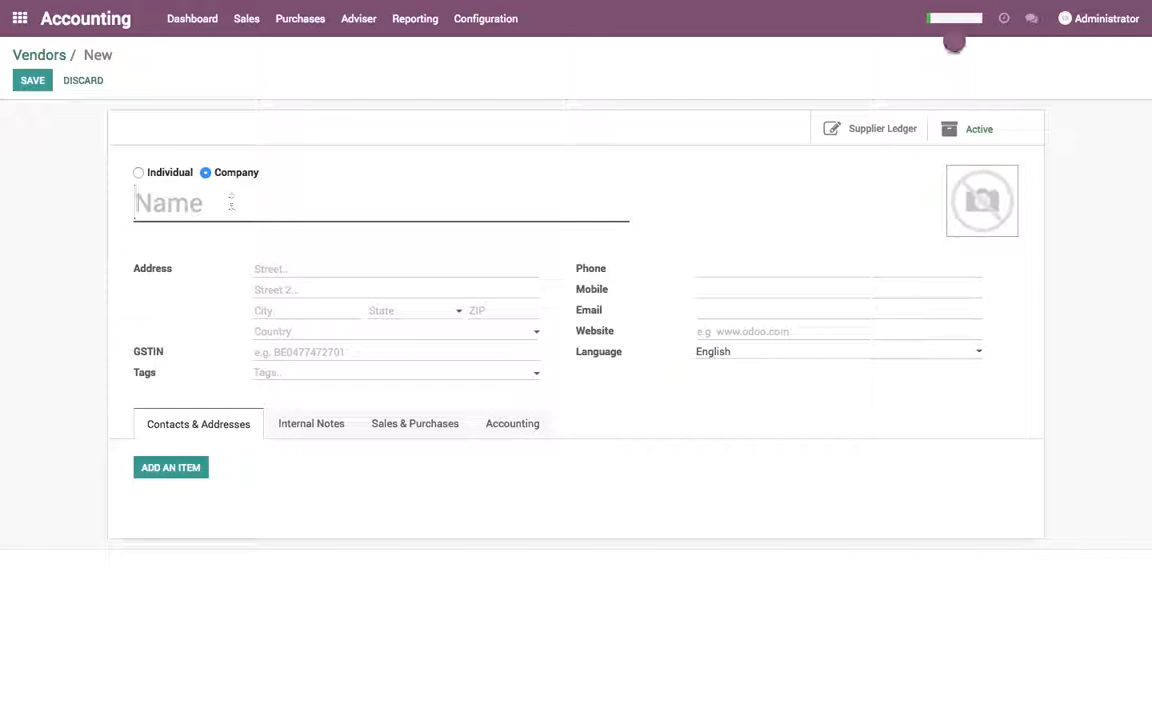 Accounting Dashboard Sales Purchases Adviser Reporting Configuration Administrator
Vendors / New
SAVE DISCARD
Supplier Ledger Active
Individual Company
Name
Address Street.. Phone
Street 2... Mobile
City State ZIP Email
Country Website e.g www.odoo.com
GSTIN e.g. BE0477472701 Language English
Tags Tags..
Contacts & Addresses Internal Notes Sales & Purchases Accounting
ADD AN ITEM